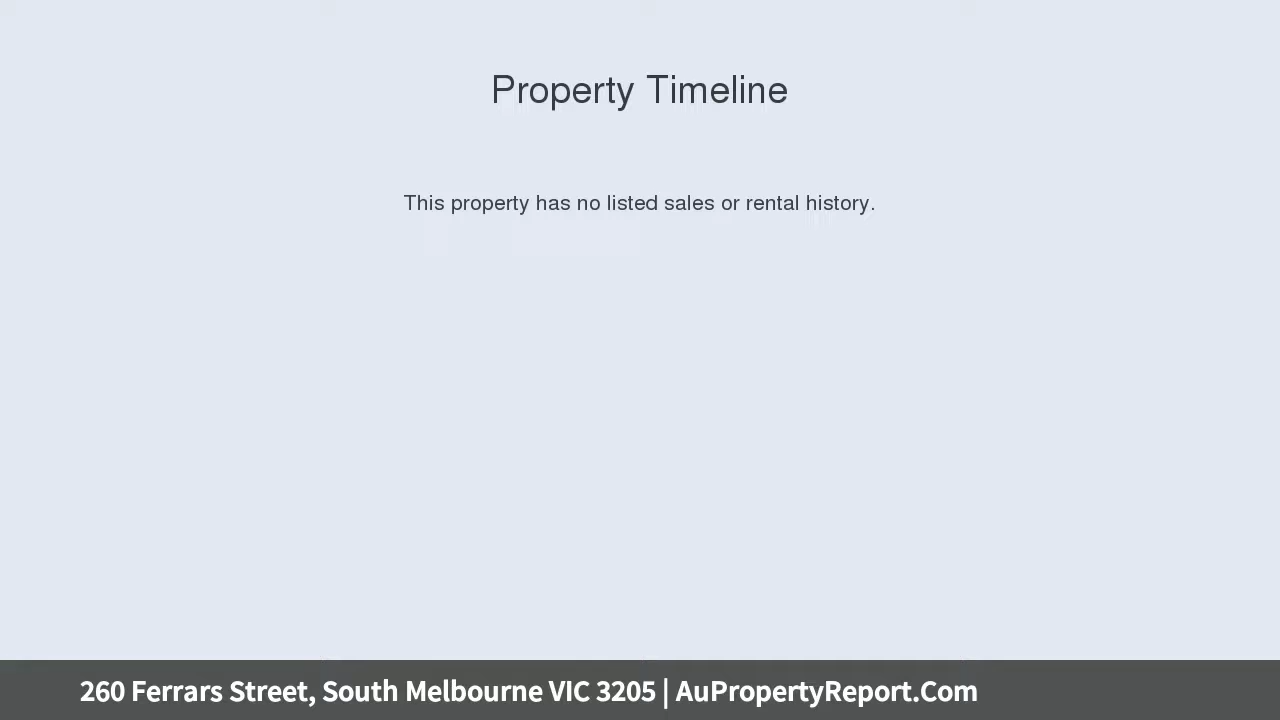 Property Timeline
This property has no listed sales or rental history.
260 Ferrars Street, South Melbourne VIC 3205 | AuPropertyReport.Com